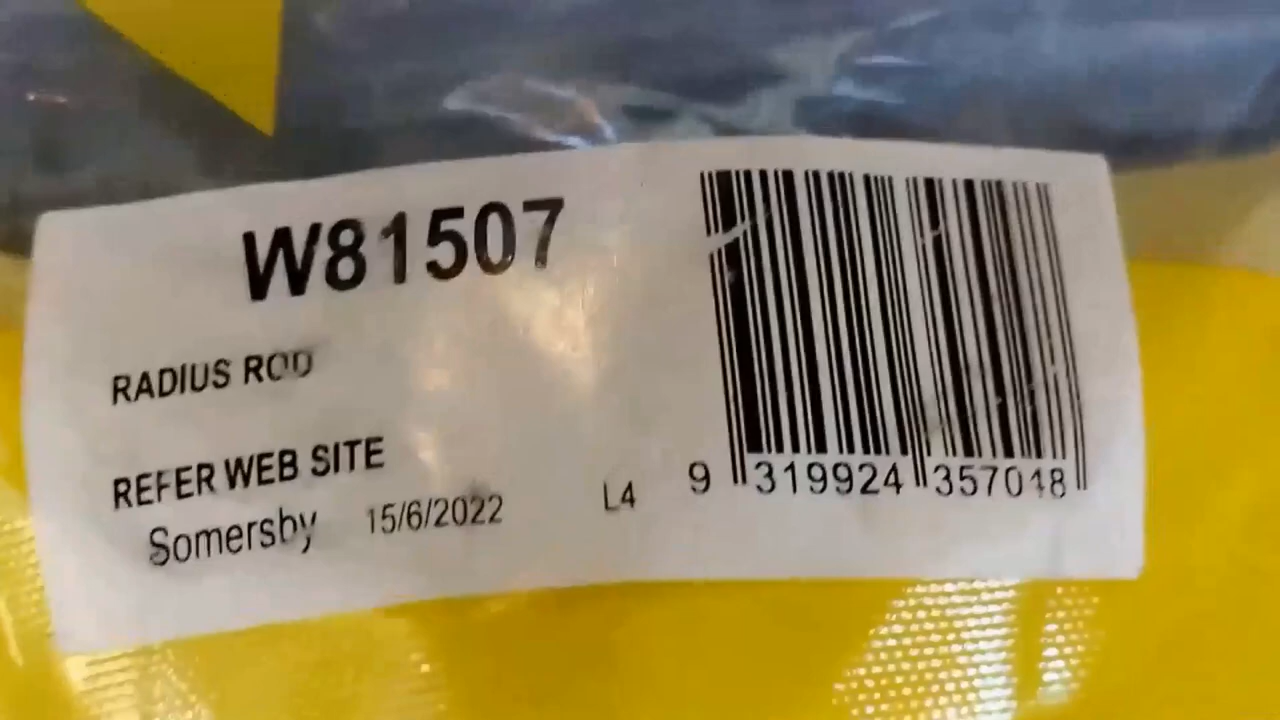 W81507
RADIUS ROD
REFER WEB SITE
Somersby 15/6/2022 L4
9 319924 357048